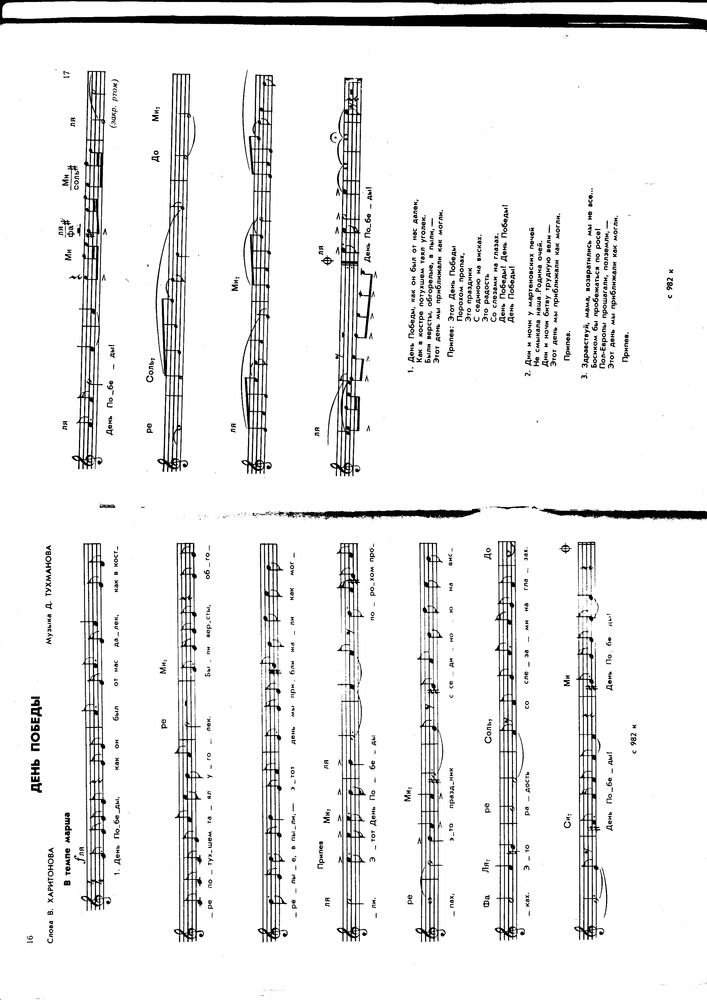 16
ДЕНЬ ПОБЕДЫ
Слова В. ХАРИТОНОВА
Музыка Д. ТУХМАНОВА
В темпе марша
f ля
1. День По_бе_ды, как он был от нас да_лек, как в кост_
ре Ми7
_ ре по _ тух_шем та _ ял у _ го _ лек. Бы _ ли вер_сты, об _ го _
_ ре _ лы _ е, в пы_ли, — э _ тот день мы при _ бли жа _ ли как мог _
Припев
ля Ми7 ля
_ ли. Э _ тот День По _ бе _ ды по _ ро_хом про_
ре Ми7
_ пах, э_то празд_ник с се _ ди _ но _ ю на вис_
Фа Ля7 ре Соль7 До
_ ках. Э _ то ра _ дость со сле _ за _ ми на гла _ зах.
Си7 Ми
День По_бе _ ды! День По_бе ды!
с 982 к
17
ля Ми ля фа# Ми соль# ля
День По_бе _ ды! (закр. ртом)
ре Соль7 До Ми7
ля Ми7
ля ля
День По_бе _ ды!
1. День Победы, как он был от нас далек,
Как в костре потухшем таял уголек.
Были версты, обгорелые, в пыли, —
Этот день мы приближали как могли.
Припев: Этот День Победы
Порохом пропах,
Это праздник
С сединою на висках.
Это радость
Со слезами на глазах.
День Победы! День Победы!
День Победы!
2. Дни и ночи у мартеновских печей
Не смыкала наша Родина очей.
Дни и ночи битву трудную вели —
Этот день мы приближали как могли.
Припев.
3. Здравствуй, мама, возвратились мы не все...
Босиком бы пробежаться по росе!
Пол-Европы прошагали, полземли, —
Этот день мы приближали как могли.
Припев.
с 982 к